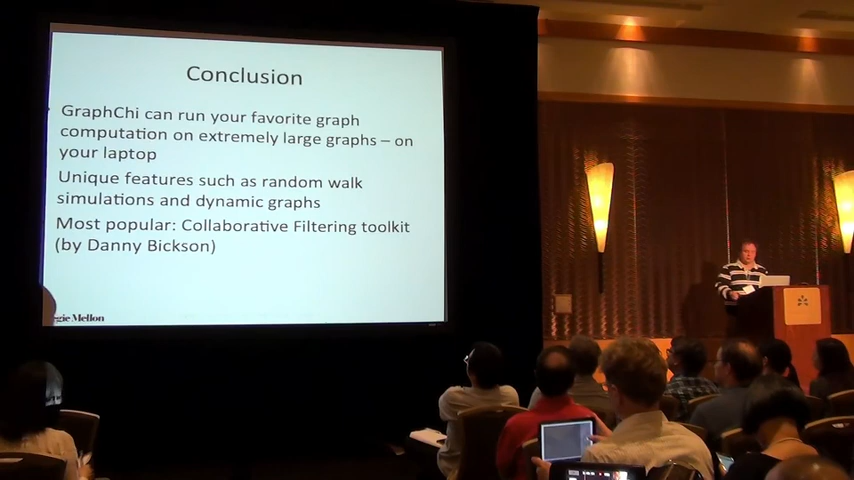 Conclusion
GraphChi can run your favorite graph
computation on extremely large graphs – on
your laptop
Unique features such as random walk
simulations and dynamic graphs
Most popular: Collaborative Filtering toolkit
(by Danny Bickson)
gie Mellon